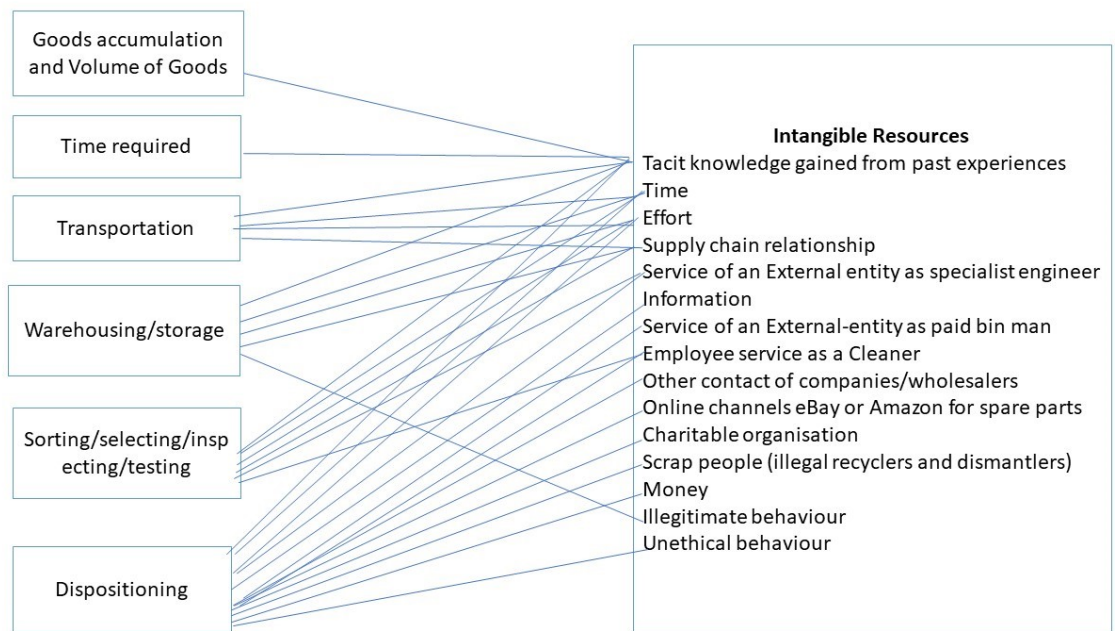 Goods accumulation
and Volume of Goods
Time required
Transportation
Warehousing/storage
Sorting/selecting/insp
ecting/testing
Dispositioning
Intangible Resources
Tacit knowledge gained from past experiences
Time
Effort
Supply chain relationship
Service of an External entity as specialist engineer
Information
Service of an External-entity as paid bin man
Employee service as a Cleaner
Other contact of companies/wholesalers
Online channels eBay or Amazon for spare parts
Charitable organisation
Scrap people (illegal recyclers and dismantlers)
Money
Illegitimate behaviour
Unethical behaviour